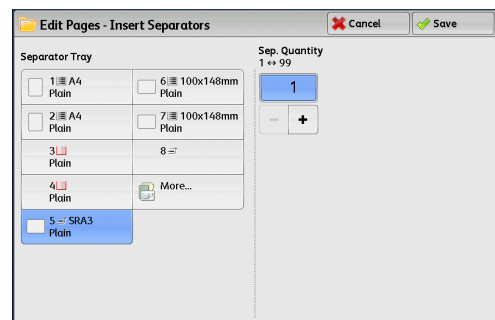 Edit Pages - Insert Separators
Cancel
Save
Separator Tray
1 A4
Plain
2 A4
Plain
3
Plain
4
Plain
5 SRA3
Plain
6 100x148mm
Plain
7 100x148mm
Plain
8
More...
Sep. Quantity
1 ↔ 99
1
- +